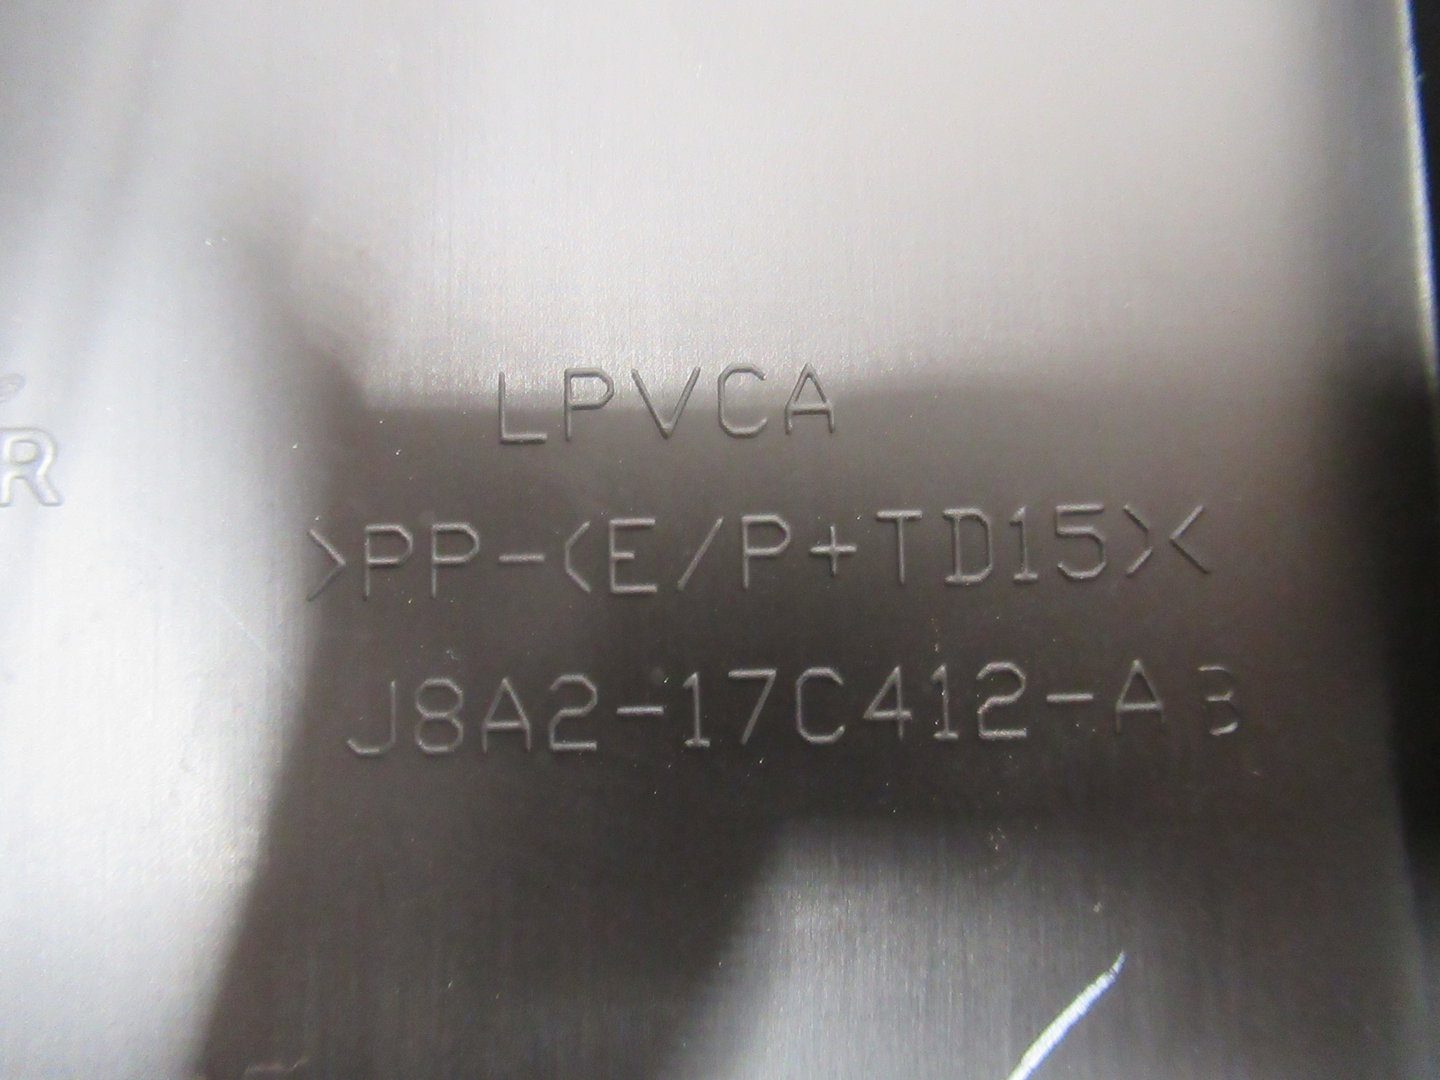 LPVCA
R
>PP-(E/P+TD15)<
J8A2-17C412-AB